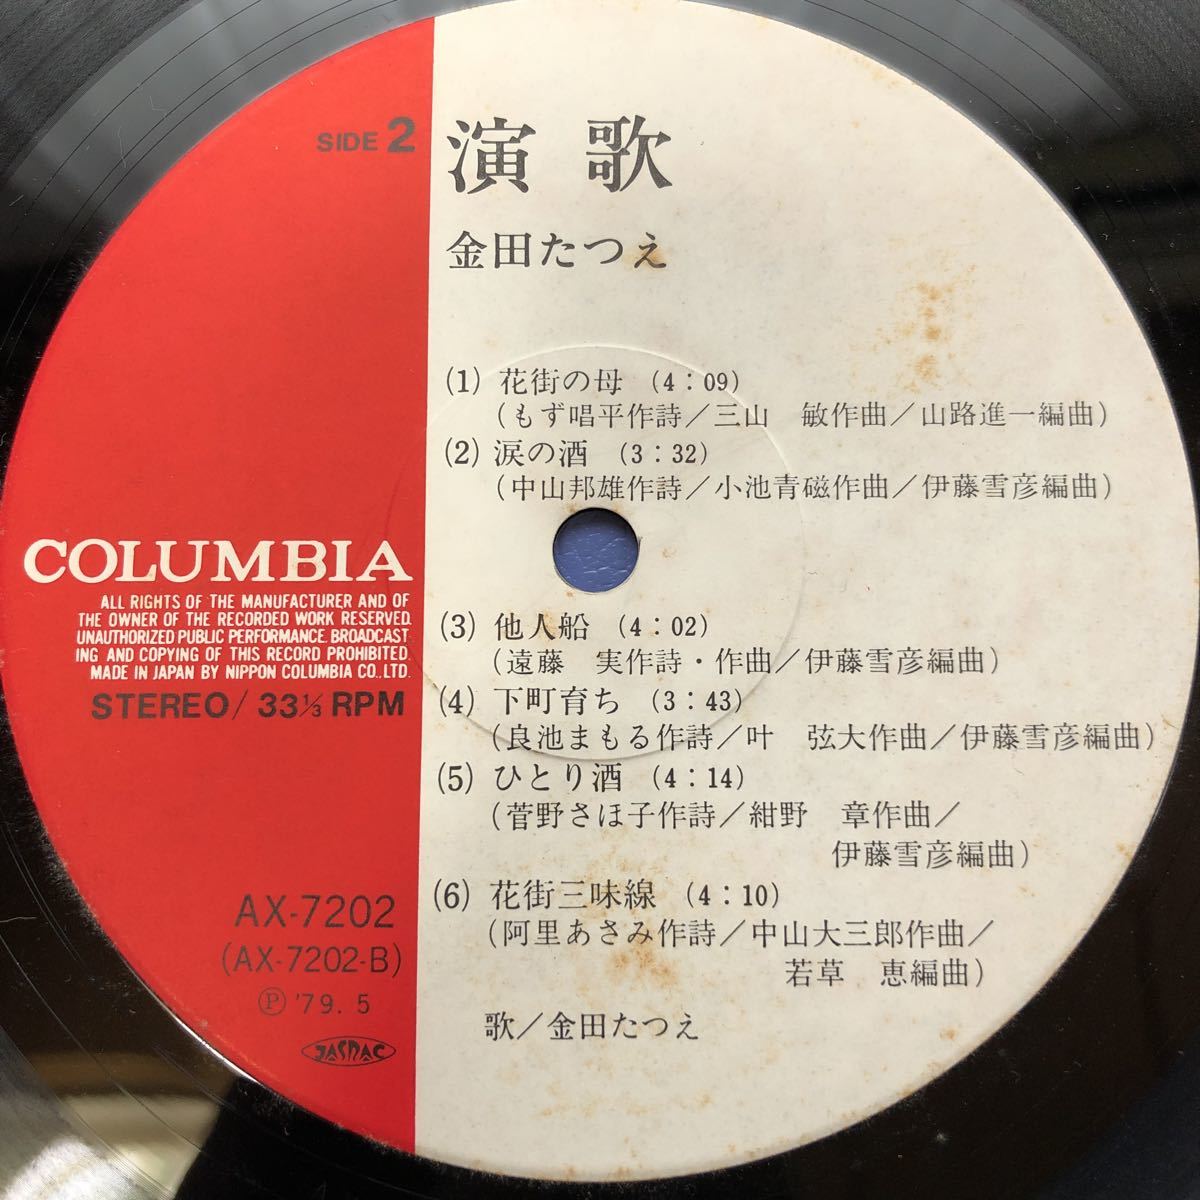 SIDE 2
演歌
金田たつえ
(1) 花街の母 (4:09)
(もず唱平作詩/三山 敏作曲/山路進一編曲)
(2) 涙の酒 (3:32)
(中山邦雄作詩/小池青磁作曲/伊藤雪彦編曲)
(3) 他人船 (4:02)
(遠藤 実作詩・作曲/伊藤雪彦編曲)
(4) 下町育ち (3:43)
(良池まもる作詩/叶 弦大作曲/伊藤雪彦編曲)
(5) ひとり酒 (4:14)
(菅野さほ子作詩/紺野 章作曲/
伊藤雪彦編曲)
(6) 花街三味線 (4:10)
(阿里あさみ作詩/中山大三郎作曲/
若草 恵編曲)
歌/金田たつえ
COLUMBIA
ALL RIGHTS OF THE MANUFACTURER AND OF
THE OWNER OF THE RECORDED WORK RESERVED.
UNAUTHORIZED PUBLIC PERFORMANCE. BROADCAST
ING AND COPYING OF THIS RECORD PROHIBITED.
MADE IN JAPAN BY NIPPON COLUMBIA CO., LTD.
STEREO/ 33⅓ RPM
AX-7202
(AX-7202-B)
Ⓟ '79. 5
JASRAC